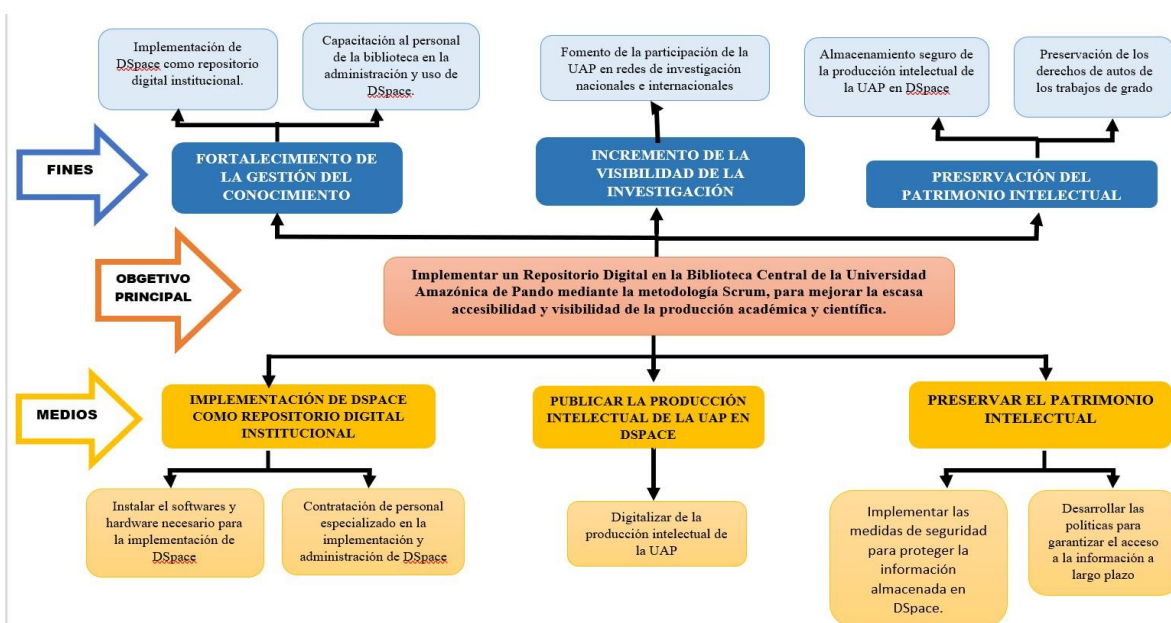 Implementación de
DSpace como repositorio
digital institucional.
Capacitación al personal
de la biblioteca en la
administración y uso de
DSpace.
Fomento de la participación de la
UAP en redes de investigación
nacionales e internacionales
Almacenamiento seguro de
la producción intelectual de
la UAP en DSpace
Preservación de los
derechos de autos de
los trabajos de grado
FINES
FORTALECIMIENTO DE
LA GESTIÓN DEL
CONOCIMIENTO
INCREMENTO DE LA
VISIBILIDAD DE LA
INVESTIGACIÓN
PRESERVACIÓN DEL
PATRIMONIO INTELECTUAL
OBGETIVO
PRINCIPAL
Implementar un Repositorio Digital en la Biblioteca Central de la Universidad
Amazónica de Pando mediante la metodología Scrum, para mejorar la escasa
accesibilidad y visibilidad de la producción académica y científica.
MEDIOS
IMPLEMENTACIÓN DE DSPACE
COMO REPOSITORIO DIGITAL
INSTITUCIONAL
PUBLICAR LA PRODUCCIÓN
INTELECTUAL DE LA UAP EN
DSPACE
PRESERVAR EL PATRIMONIO
INTELECTUAL
Instalar el softwares y
hardware necesario para
la implementación de
DSpace
Contratación de personal
especializado en la
implementación y
administración de DSpace
Digitalizar de la
producción intelectual de
la UAP
Implementar las
medidas de seguridad
para proteger la
información
almacenada en
DSpace.
Desarrollar las
políticas para
garantizar el acceso
a la información a
largo plazo